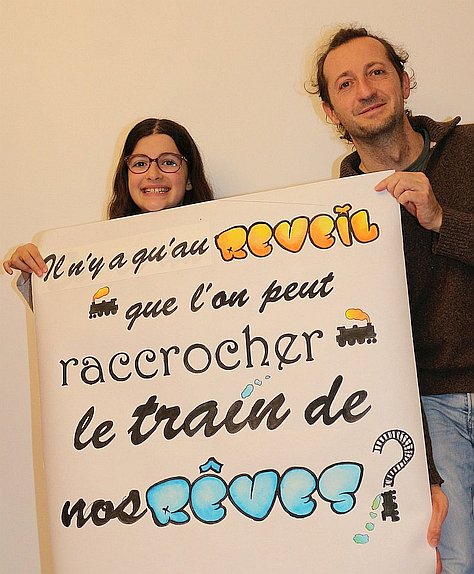 Il n'y a qu'au REVEIL
que l'on peut
raccrocher
le train de
nos RÊVES ?